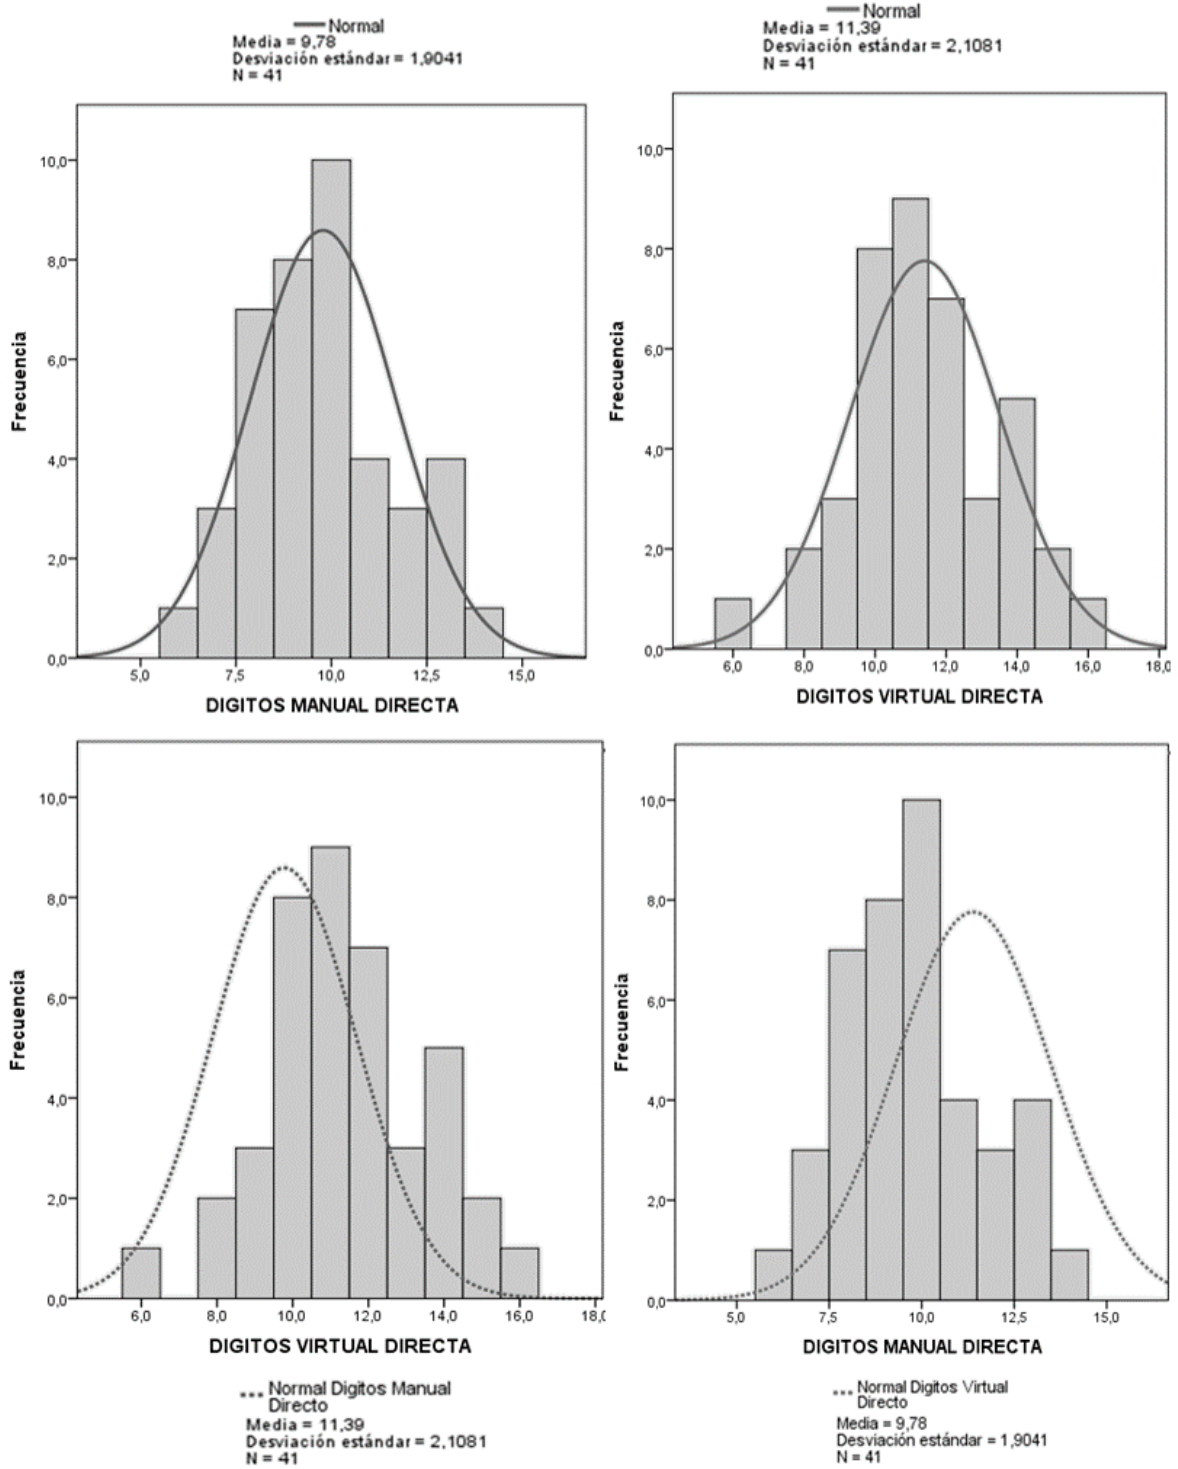 Normal
Media = 9,78
Desviación estándar = 1,9041
N = 41
10,0
8,0
6,0
4,0
2,0
0,0
Frecuencia
5,0 7,5 10,0 12,5 15,0
DIGITOS MANUAL DIRECTA
Normal
Media = 11,39
Desviación estándar = 2,1081
N = 41
10,0
8,0
6,0
4,0
2,0
0,0
Frecuencia
6,0 8,0 10,0 12,0 14,0 16,0 18,0
DIGITOS VIRTUAL DIRECTA
10,0
8,0
6,0
4,0
2,0
0,0
Frecuencia
6,0 8,0 10,0 12,0 14,0 16,0 18,0
DIGITOS VIRTUAL DIRECTA
Normal Digitos Manual
Directo
Media = 11,39
Desviación estándar = 2,1081
N = 41
10,0
8,0
6,0
4,0
2,0
0,0
Frecuencia
5,0 7,5 10,0 12,5 15,0
DIGITOS MANUAL DIRECTA
Normal Digitos Virtual
Directo
Media = 9,78
Desviación estándar = 1,9041
N = 41